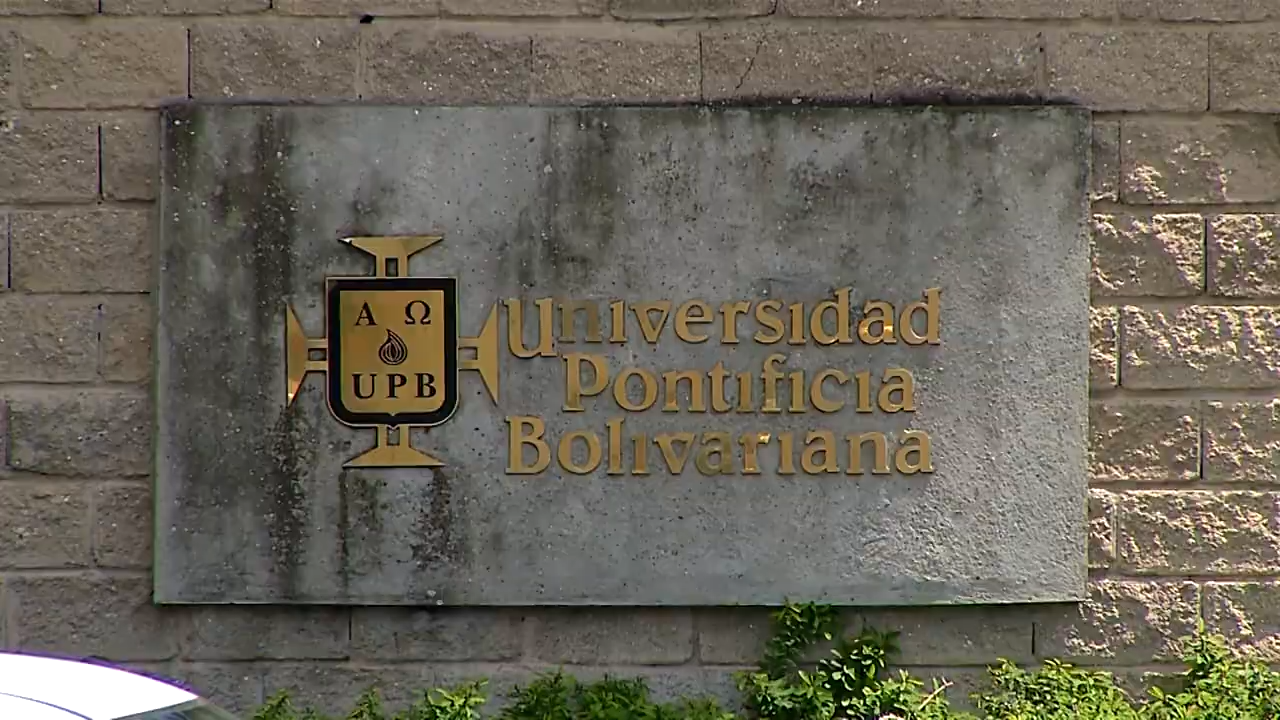 Α Ω
UPB
Universidad
Pontificia
Bolivariana